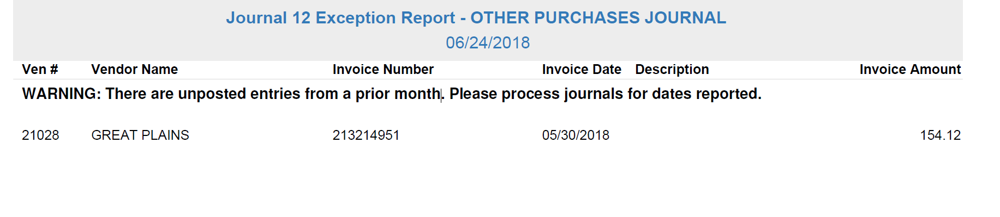 Journal 12 Exception Report - OTHER PURCHASES JOURNAL
06/24/2018
Ven # Vendor Name Invoice Number Invoice Date Description Invoice Amount
WARNING: There are unposted entries from a prior month. Please process journals for dates reported.
21028 GREAT PLAINS 213214951 05/30/2018 154.12